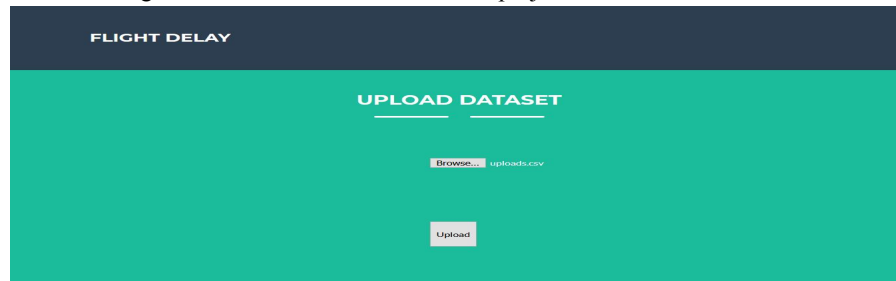 FLIGHT DELAY
UPLOAD DATASET
Browse... uploads.csv
Upload